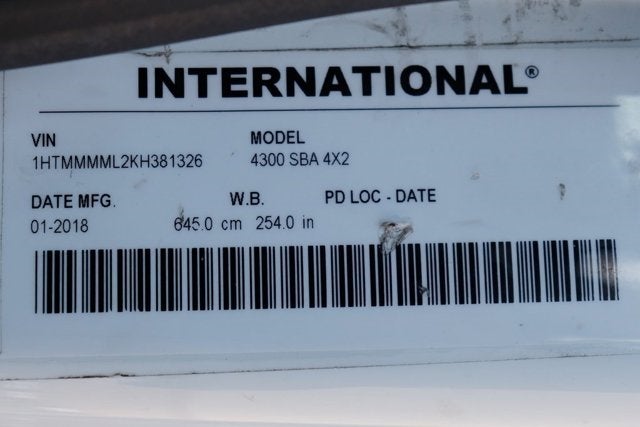 INTERNATIONAL®
VIN MODEL
1HTMMMML2KH381326 4300 SBA 4X2
DATE MFG. W.B. PD LOC - DATE
01-2018 645.0 cm 254.0 in